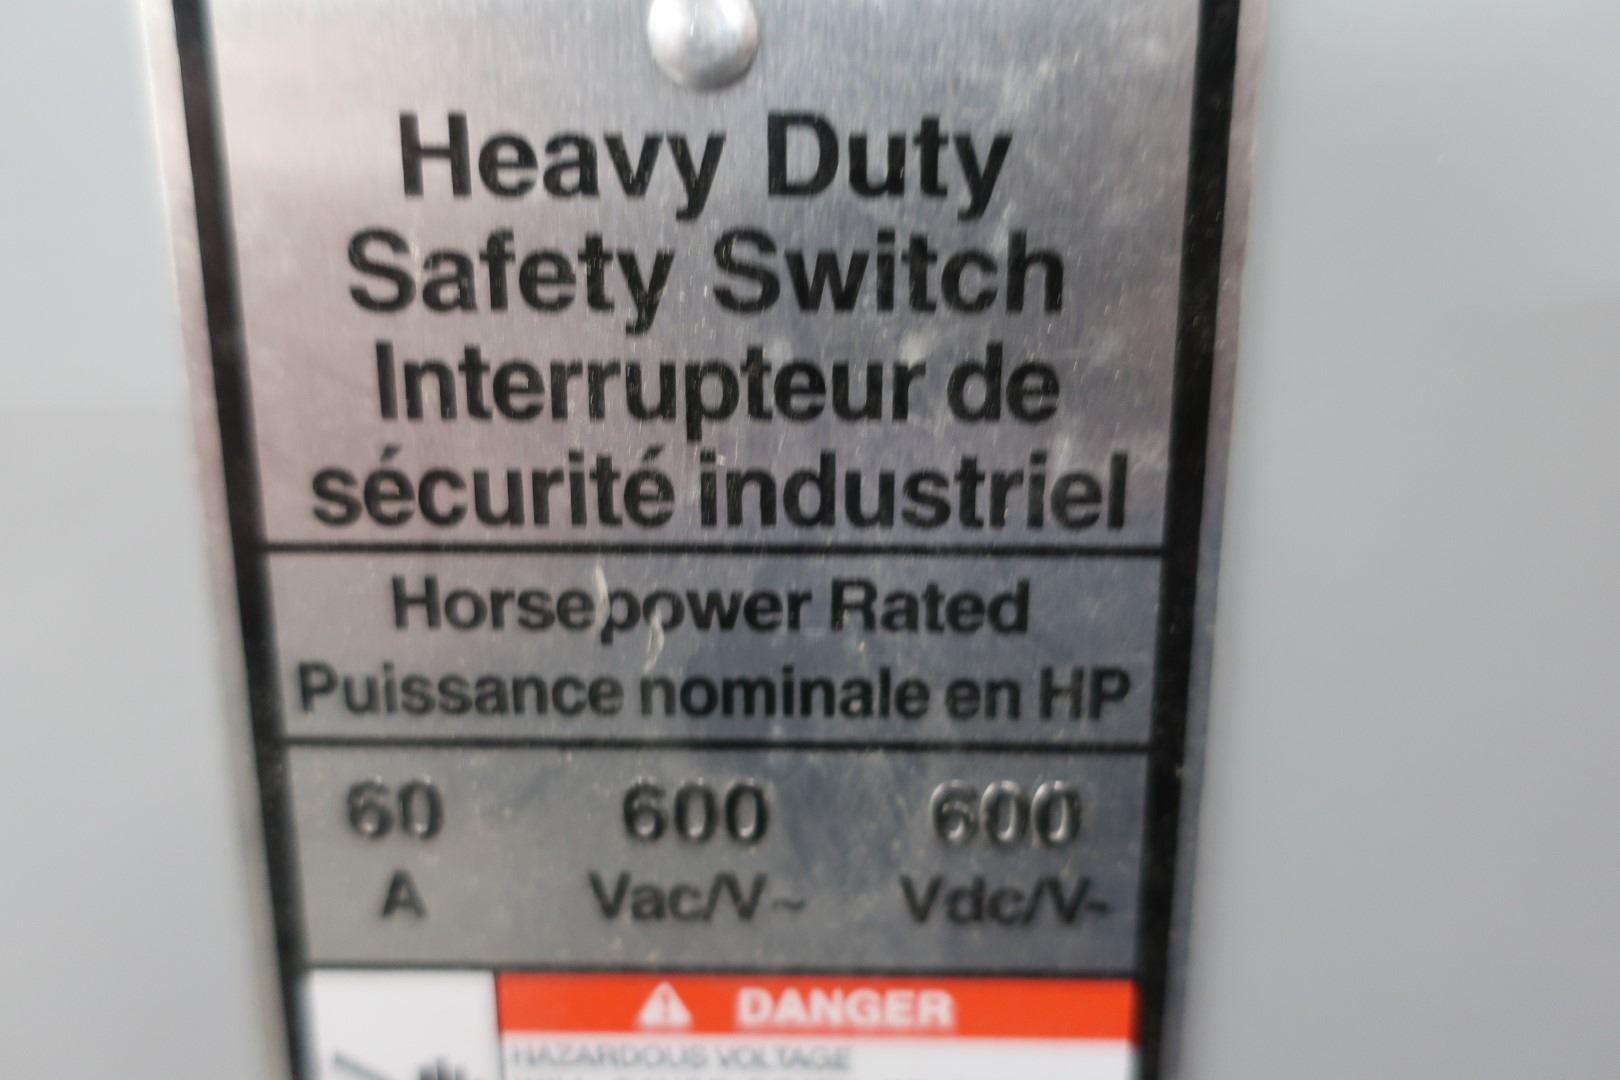 Heavy Duty
Safety Switch
Interrupteur de
sécurité industriel
Horsepower Rated
Puissance nominale en HP
60 600 600
A Vac/V~ Vdc/V-
DANGER
HAZARDOUS VOLTAGE